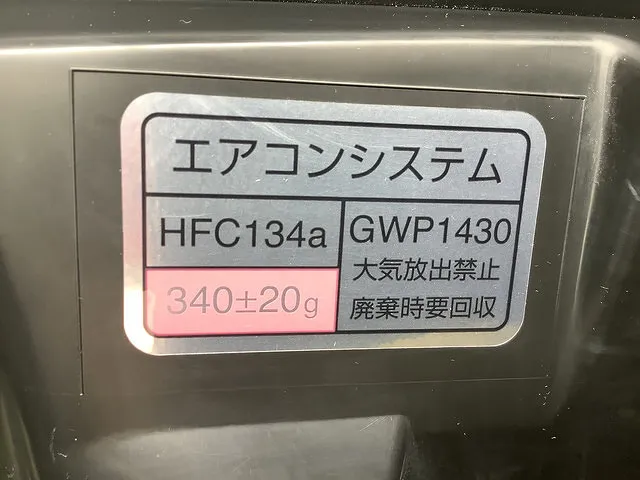 エアコンシステム
HFC134a
340±20g
GWP1430
大気放出禁止
廃棄時要回収